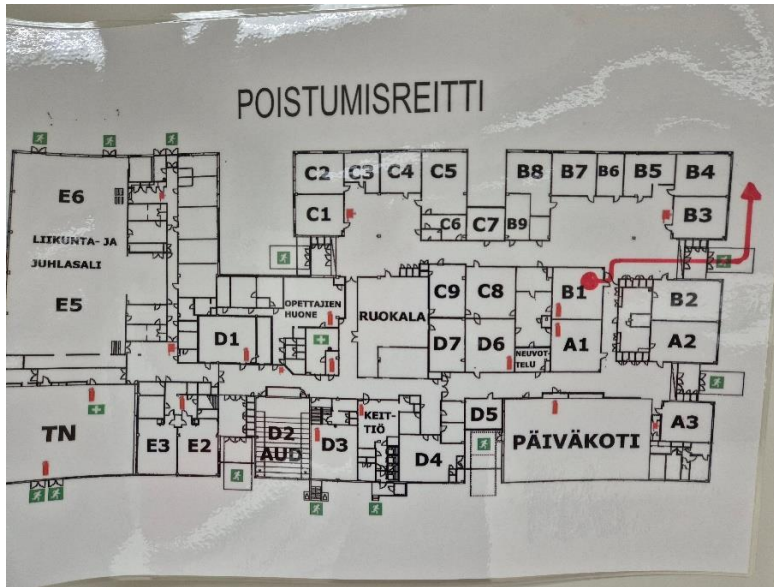 POISTUMISREITTI
C2 C3 C4 C5
B8 B7 B6 B5 B4
E6
C1
C6 C7 B9
B3
LIIKUNTA- JA
JUHLASALI
E5
OPETTAJIEN
HUONE
RUOKALA
C9 C8
B1
B2
D1
D7 D6
NEUVOT-
TELU
A1
A2
TN
E3 E2
D2
AUD
D3
KEIT-
TIÖ
D4
D5
PÄIVÄKOTI
A3